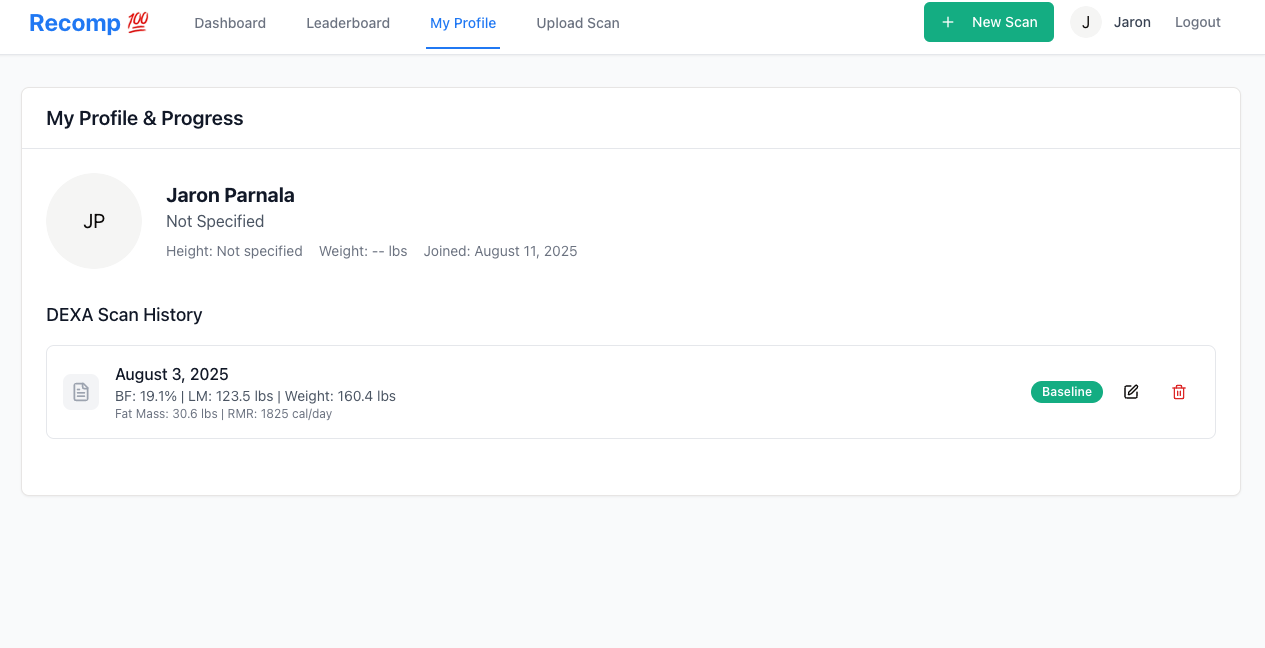 Recomp 💯 Dashboard Leaderboard My Profile Upload Scan + New Scan J Jaron Logout
My Profile & Progress
JP
Jaron Parnala
Not Specified
Height: Not specified Weight: -- lbs Joined: August 11, 2025
DEXA Scan History
August 3, 2025
BF: 19.1% | LM: 123.5 lbs | Weight: 160.4 lbs
Fat Mass: 30.6 lbs | RMR: 1825 cal/day
Baseline